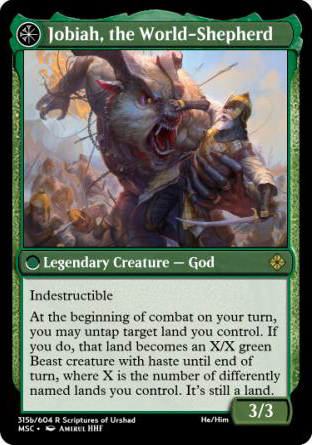 Jobiah, the World-Shepherd
Legendary Creature — God
Indestructible
At the beginning of combat on your turn,
you may untap target land you control. If
you do, that land becomes an X/X green
Beast creature with haste until end of
turn, where X is the number of differently
named lands you control. It's still a land.
315b/604 R Scriptures of Urshad
He/Him
3/3
MSC • AMIRUL HHF